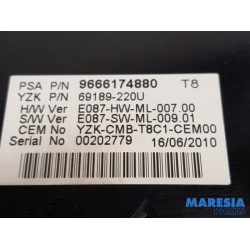 PSA P/N 9666174880 T8
YZK P/N 69189-220U
H/W Ver E087-HW-ML-007.00
S/W Ver E087-SW-ML-009.01
CEM No YZK-CMB-T8C1-CEM00
Serial No 00202779 16/06/2010
MARESIA
PARTS